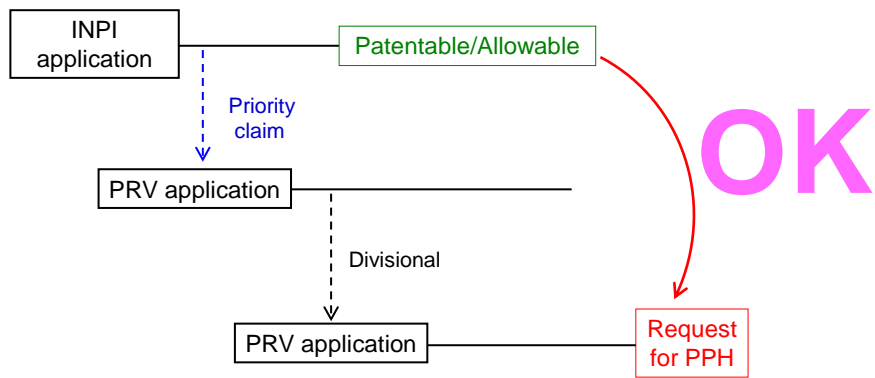 INPI
application
Patentable/Allowable
Priority
claim
OK
PRV application
Divisional
PRV application
Request
for PPH